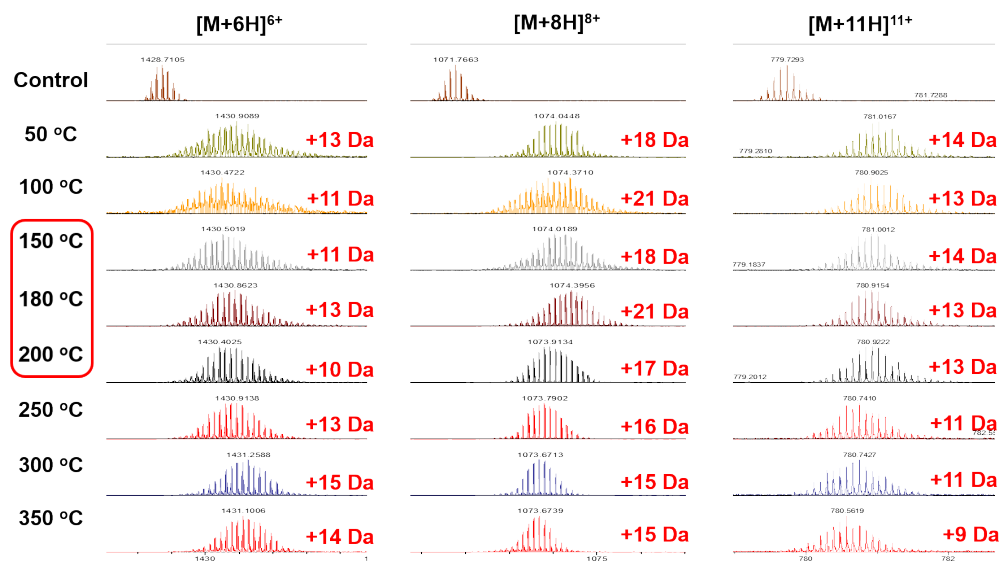 [M+6H]6+ [M+8H]8+ [M+11H]11+
Control 1428.7105 1071.7663 779.7293 781.7288
50 oC 1430.9089 +13 Da 1074.0448 +18 Da 779.2810 781.0167 +14 Da
100 oC 1430.4722 +11 Da 1074.3710 +21 Da 780.9025 +13 Da
150 oC 1430.5019 +11 Da 1074.0189 +18 Da 779.1837 781.0012 +14 Da
180 oC 1430.8623 +13 Da 1074.3956 +21 Da 780.9154 +13 Da
200 oC 1430.4025 +10 Da 1073.9134 +17 Da 779.2012 780.9222 +13 Da
250 oC 1430.9138 +13 Da 1073.7902 +16 Da 780.7410 +11 Da
300 oC 1431.2588 +15 Da 1073.6713 +15 Da 780.7427 +11 Da
350 oC 1431.1006 +14 Da 1073.6739 +15 Da 780.5619 +9 Da
1430 1075 780 782